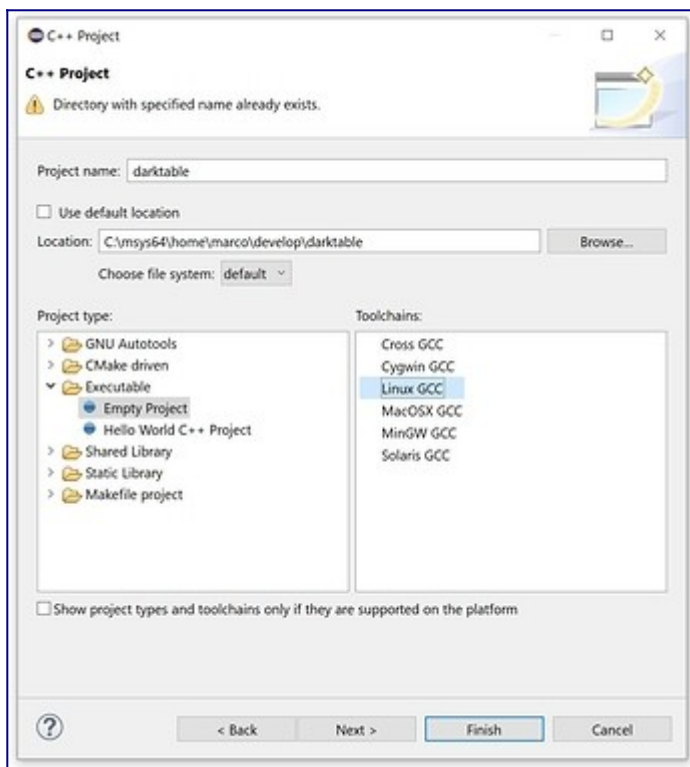 C++ Project
C++ Project
Directory with specified name already exists.
Project name: darktable
Use default location
Location: C:\msys64\home\marco\develop\darktable Browse...
Choose file system: default
Project type: Toolchains:
GNU Autotools Cross GCC
CMake driven Cygwin GCC
Executable Linux GCC
Empty Project MacOSX GCC
Hello World C++ Project MinGW GCC
Shared Library Solaris GCC
Static Library
Makefile project
Show project types and toolchains only if they are supported on the platform
? < Back Next > Finish Cancel